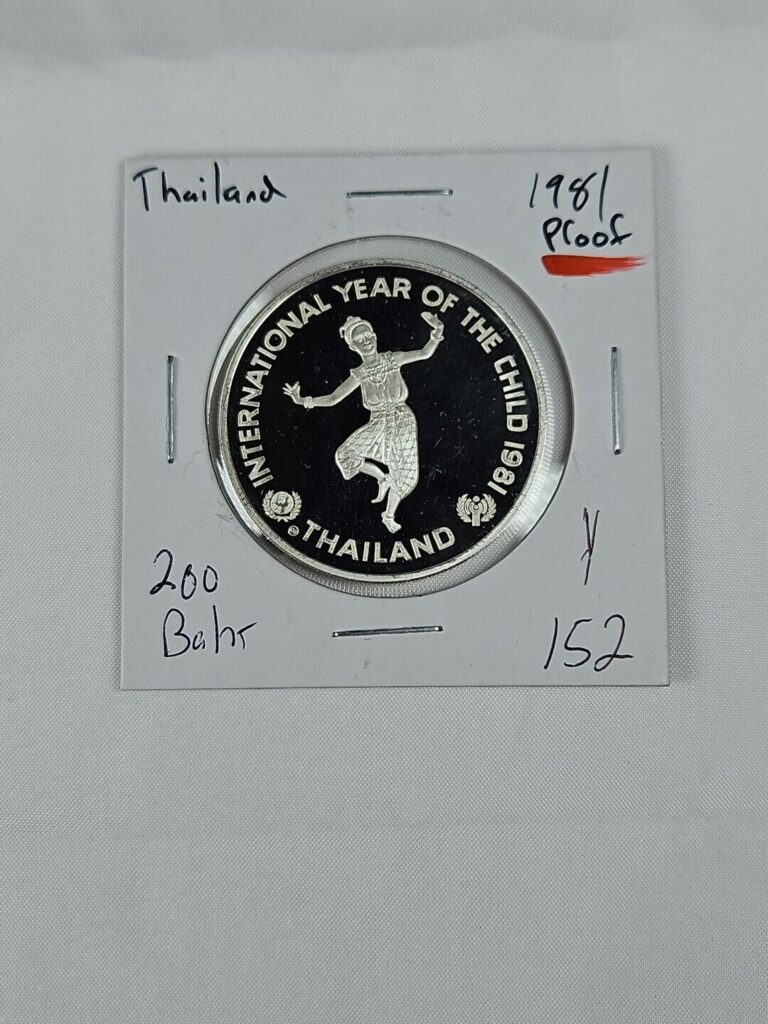 Thailand
1981
Proof
INTERNATIONAL YEAR OF THE CHILD 1981
THAILAND
200
Baht
Y
152